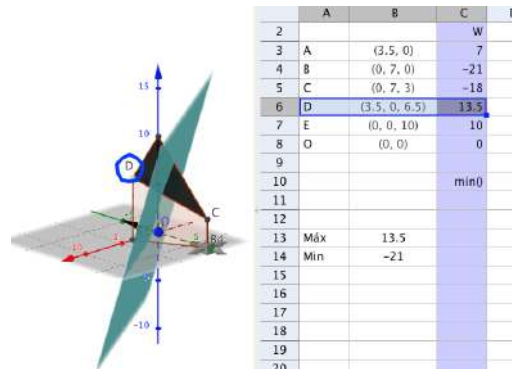 15
10
D
C
-10
-10
A B C
2 W
3 A (3.5, 0) 7
4 B (0, 7, 0) -21
5 C (0, 7, 3) -18
6 D (3.5, 0, 6.5) 13.5
7 E (0, 0, 10) 10
8 O (0, 0) 0
9
10 min()
11
12
13 Máx 13.5
14 Min -21
15
16
17
18
19
20